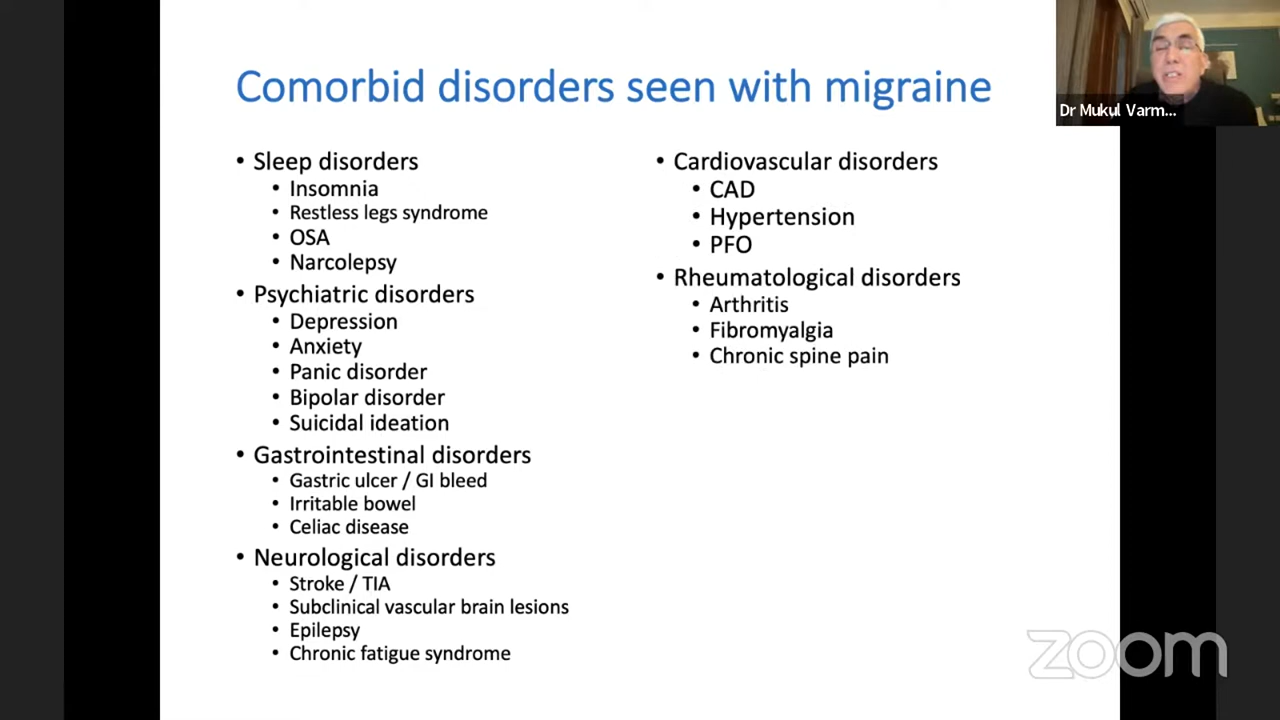 Comorbid disorders seen with migraine
• Sleep disorders
• Insomnia
• Restless legs syndrome
• OSA
• Narcolepsy
• Psychiatric disorders
• Depression
• Anxiety
• Panic disorder
• Bipolar disorder
• Suicidal ideation
• Gastrointestinal disorders
• Gastric ulcer / GI bleed
• Irritable bowel
• Celiac disease
• Neurological disorders
• Stroke / TIA
• Subclinical vascular brain lesions
• Epilepsy
• Chronic fatigue syndrome
• Cardiovascular disorders
• CAD
• Hypertension
• PFO
• Rheumatological disorders
• Arthritis
• Fibromyalgia
• Chronic spine pain
Dr Mukul Varm...
zoom